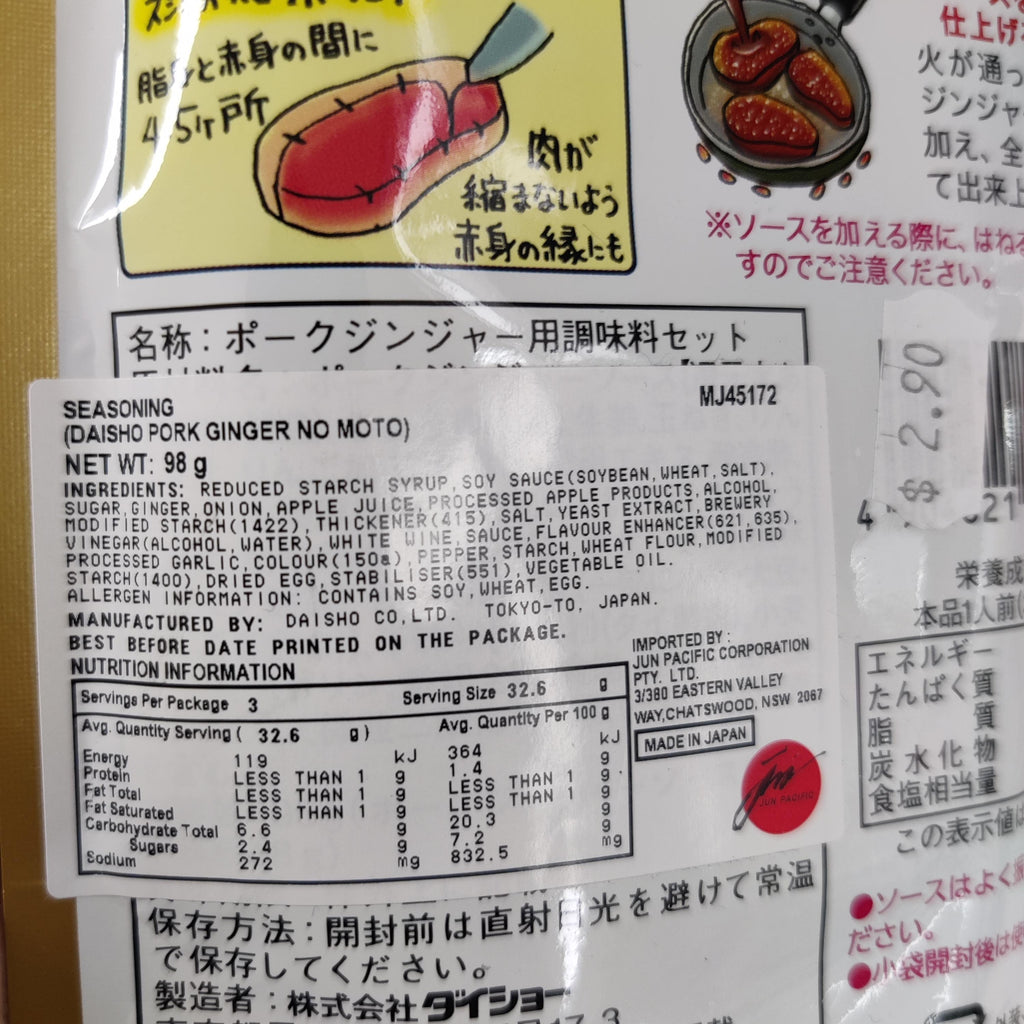 脂身と赤身の間に
4、5ヶ所
肉が
縮まないよう
赤身の縁にも
仕上げ
火が通っ
ジンジャ
加え、全
て出来上
※ソースを加える際に、はねる
すのでご注意ください。
名称：ポークジンジャー用調味料セット
SEASONING
(DAISHO PORK GINGER NO MOTO)
MJ45172
NET WT: 98 g
INGREDIENTS: REDUCED STARCH SYRUP, SOY SAUCE(SOYBEAN, WHEAT, SALT),
SUGAR, GINGER, ONION, APPLE JUICE, PROCESSED APPLE PRODUCTS, ALCOHOL,
MODIFIED STARCH(1422), THICKENER(415), SALT, YEAST EXTRACT, BREWERY
VINEGAR(ALCOHOL, WATER), WHITE WINE, SAUCE, FLAVOUR ENHANCER(621, 635),
PROCESSED GARLIC, COLOUR(150a), PEPPER, STARCH, WHEAT FLOUR, MODIFIED
STARCH(1400), DRIED EGG, STABILISER(551), VEGETABLE OIL.
ALLERGEN INFORMATION: CONTAINS SOY, WHEAT, EGG.
MANUFACTURED BY: DAISHO CO, LTD. TOKYO-TO, JAPAN.
BEST BEFORE DATE PRINTED ON THE PACKAGE.
NUTRITION INFORMATION
Servings Per Package 3 Serving Size 32.6 g
Avg. Quantity Serving ( 32.6 g ) Avg. Quantity Per 100 g
Energy 119 kJ 364 kJ
Protein LESS THAN 1 g 1.4 g
Fat Total LESS THAN 1 g LESS THAN 1 g
Fat Saturated LESS THAN 1 g LESS THAN 1 g
Carbohydrate Total 6.6 g 20.3 g
Sugars 2.4 g 7.2 g
Sodium 272 mg 832.5 mg
IMPORTED BY :
JUN PACIFIC CORPORATION
PTY. LTD.
3/380 EASTERN VALLEY
WAY, CHATSWOOD, NSW 2067
MADE IN JAPAN
JUN PACIFIC
$ 2.90
4
栄養成
本品1人前(
エネルギー
たんぱく質
脂質
炭水化物
食塩相当量
この表示値は
●ソースはよく振
ださい。
●小袋開封後は使
保存方法：開封前は直射日光を避けて常温
で保存してください。
製造者：株式会社ダイショー